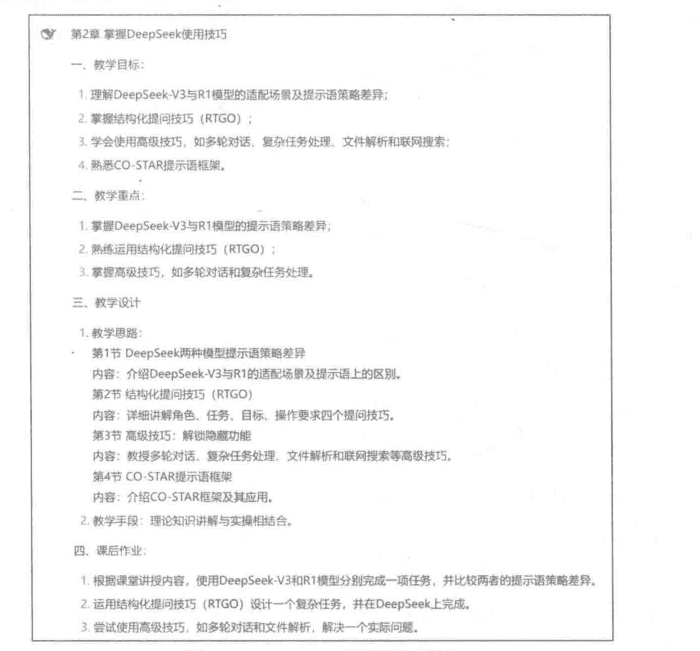 第2章 掌握DeepSeek使用技巧
一、教学目标：
1. 理解DeepSeek-V3与R1模型的适配场景及提示语策略差异；
2. 掌握结构化提问技巧（RTGO）；
3. 学会使用高级技巧，如多轮对话、复杂任务处理、文件解析和联网搜索；
4. 熟悉CO-STAR提示语框架。
二、教学重点：
1. 掌握DeepSeek-V3与R1模型的提示语策略差异；
2. 熟练运用结构化提问技巧（RTGO）；
3. 掌握高级技巧，如多轮对话和复杂任务处理。
三、教学设计
1. 教学思路：
第1节 DeepSeek两种模型提示语策略差异
内容：介绍DeepSeek-V3与R1的适配场景及提示语上的区别。
第2节 结构化提问技巧（RTGO）
内容：详细讲解角色、任务、目标、操作要求四个提问技巧。
第3节 高级技巧：解锁隐藏功能
内容：教授多轮对话、复杂任务处理、文件解析和联网搜索等高级技巧。
第4节 CO-STAR提示语框架
内容：介绍CO-STAR框架及其应用。
2. 教学手段：理论知识讲解与实操相结合。
四、课后作业：
1. 根据课堂讲授内容，使用DeepSeek-V3和R1模型分别完成一项任务，并比较两者的提示语策略差异。
2. 运用结构化提问技巧（RTGO）设计一个复杂任务，并在DeepSeek上完成。
3. 尝试使用高级技巧，如多轮对话和文件解析，解决一个实际问题。